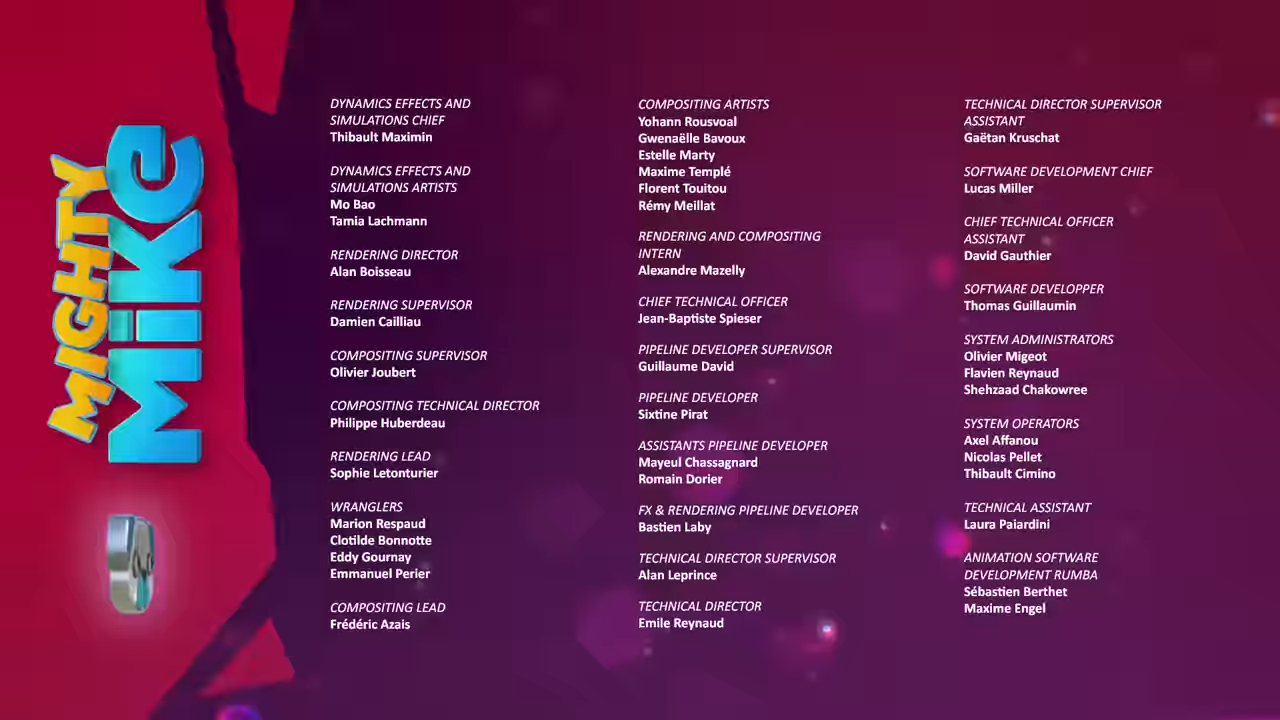 MIGHTY
Mike
DYNAMICS EFFECTS AND
SIMULATIONS CHIEF
Thibault Maximin
DYNAMICS EFFECTS AND
SIMULATIONS ARTISTS
Mo Bao
Tamia Lachmann
RENDERING DIRECTOR
Alan Boisseau
RENDERING SUPERVISOR
Damien Cailliau
COMPOSITING SUPERVISOR
Olivier Joubert
COMPOSITING TECHNICAL DIRECTOR
Philippe Huberdeau
RENDERING LEAD
Sophie Letonturier
WRANGLERS
Marion Respaud
Clotilde Bonnotte
Eddy Gournay
Emmanuel Perier
COMPOSITING LEAD
Frédéric Azais
COMPOSITING ARTISTS
Yohann Rousvoal
Gwenaëlle Bavoux
Estelle Marty
Maxime Templé
Florent Touitou
Rémy Meillat
RENDERING AND COMPOSITING
INTERN
Alexandre Mazelly
CHIEF TECHNICAL OFFICER
Jean-Baptiste Spieser
PIPELINE DEVELOPER SUPERVISOR
Guillaume David
PIPELINE DEVELOPER
Sixtine Pirat
ASSISTANTS PIPELINE DEVELOPER
Mayeul Chassagnard
Romain Dorier
FX & RENDERING PIPELINE DEVELOPER
Bastien Laby
TECHNICAL DIRECTOR SUPERVISOR
Alan Leprince
TECHNICAL DIRECTOR
Emile Reynaud
TECHNICAL DIRECTOR SUPERVISOR
ASSISTANT
Gaëtan Kruschat
SOFTWARE DEVELOPMENT CHIEF
Lucas Miller
CHIEF TECHNICAL OFFICER
ASSISTANT
David Gauthier
SOFTWARE DEVELOPPER
Thomas Guillaumin
SYSTEM ADMINISTRATORS
Olivier Migeot
Flavien Reynaud
Shehzaad Chakowree
SYSTEM OPERATORS
Axel Affanou
Nicolas Pellet
Thibault Cimino
TECHNICAL ASSISTANT
Laura Paiardini
ANIMATION SOFTWARE
DEVELOPMENT RUMBA
Sébastien Berthet
Maxime Engel